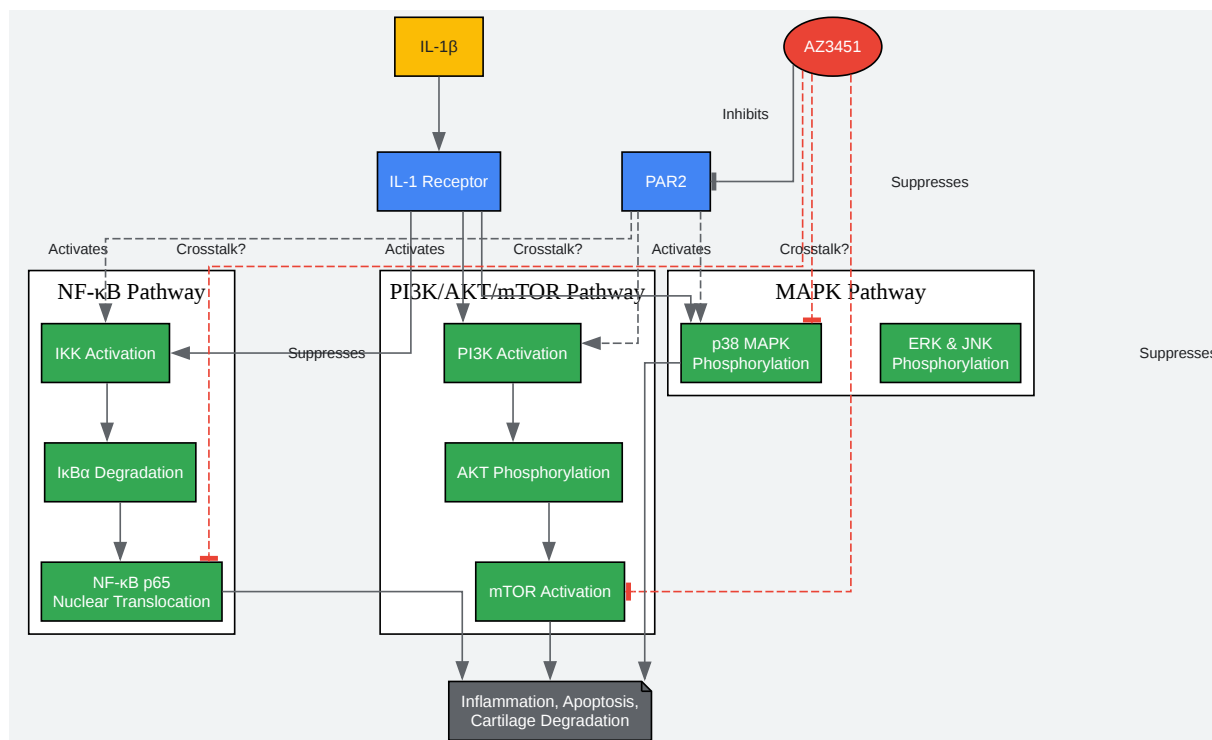 IL-1β
AZ3451
Inhibits
IL-1 Receptor
PAR2
Suppresses
Activates
Crosstalk?
Activates
Crosstalk?
Activates
Crosstalk?
NF-κB Pathway
PI3K/AKT/mTOR Pathway
MAPK Pathway
IKK Activation
Suppresses
PI3K Activation
p38 MAPK
Phosphorylation
ERK & JNK
Phosphorylation
Suppresses
IκBα Degradation
AKT Phosphorylation
NF-κB p65
Nuclear Translocation
mTOR Activation
Inflammation, Apoptosis,
Cartilage Degradation